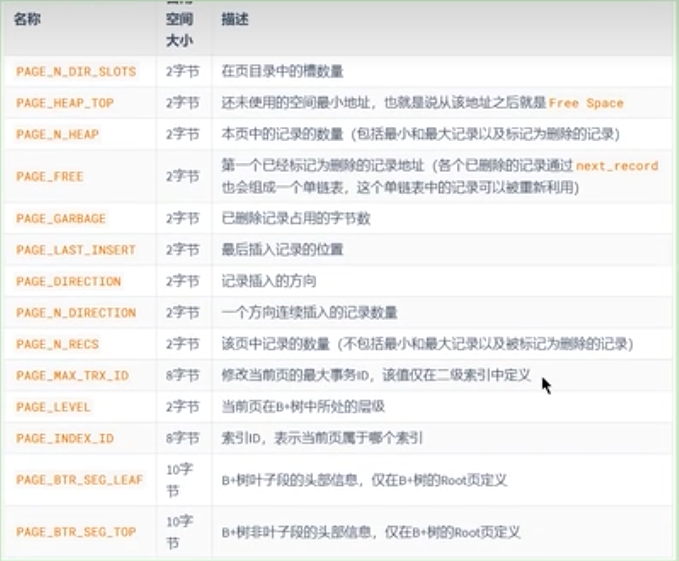 名称
空间
大小
描述
PAGE_N_DIR_SLOTS 2字节 在页目录中的槽数量
PAGE_HEAP_TOP 2字节 还未使用的空间最小地址，也就是说从该地址之后就是 Free Space
PAGE_N_HEAP 2字节 本页中的记录的数量（包括最小和最大记录以及标记为删除的记录）
PAGE_FREE 2字节 第一个已经标记为删除的记录地址（各个已删除的记录通过 next_record
也会组成一个单链表，这个单链表中的记录可以被重新利用）
PAGE_GARBAGE 2字节 已删除记录占用的字节数
PAGE_LAST_INSERT 2字节 最后插入记录的位置
PAGE_DIRECTION 2字节 记录插入的方向
PAGE_N_DIRECTION 2字节 一个方向连续插入的记录数量
PAGE_N_RECS 2字节 该页中记录的数量（不包括最小和最大记录以及被标记为删除的记录）
PAGE_MAX_TRX_ID 8字节 修改当前页的最大事务ID，该值仅在二级索引中定义
PAGE_LEVEL 2字节 当前页在B+树中所处的层级
PAGE_INDEX_ID 8字节 索引ID，表示当前页属于哪个索引
PAGE_BTR_SEG_LEAF 10字
节 B+树叶子段的头部信息，仅在B+树的Root页定义
PAGE_BTR_SEG_TOP 10字
节 B+树非叶子段的头部信息，仅在B+树的Root页定义